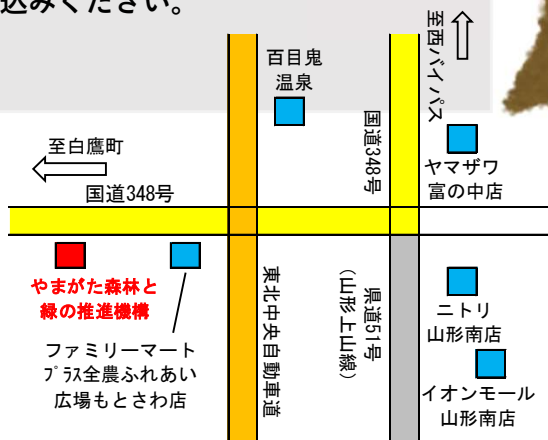 込みください。
至西バイパス
百目鬼
温泉
国道348号
ヤマザワ
富の中店
至白鷹町
国道348号
やまがた森林と
緑の推進機構
ファミリーマート
プラス全農ふれあい
広場もとさわ店
東北中央自動車道
県道51号
(山形上山線)
ニトリ
山形南店
イオンモール
山形南店